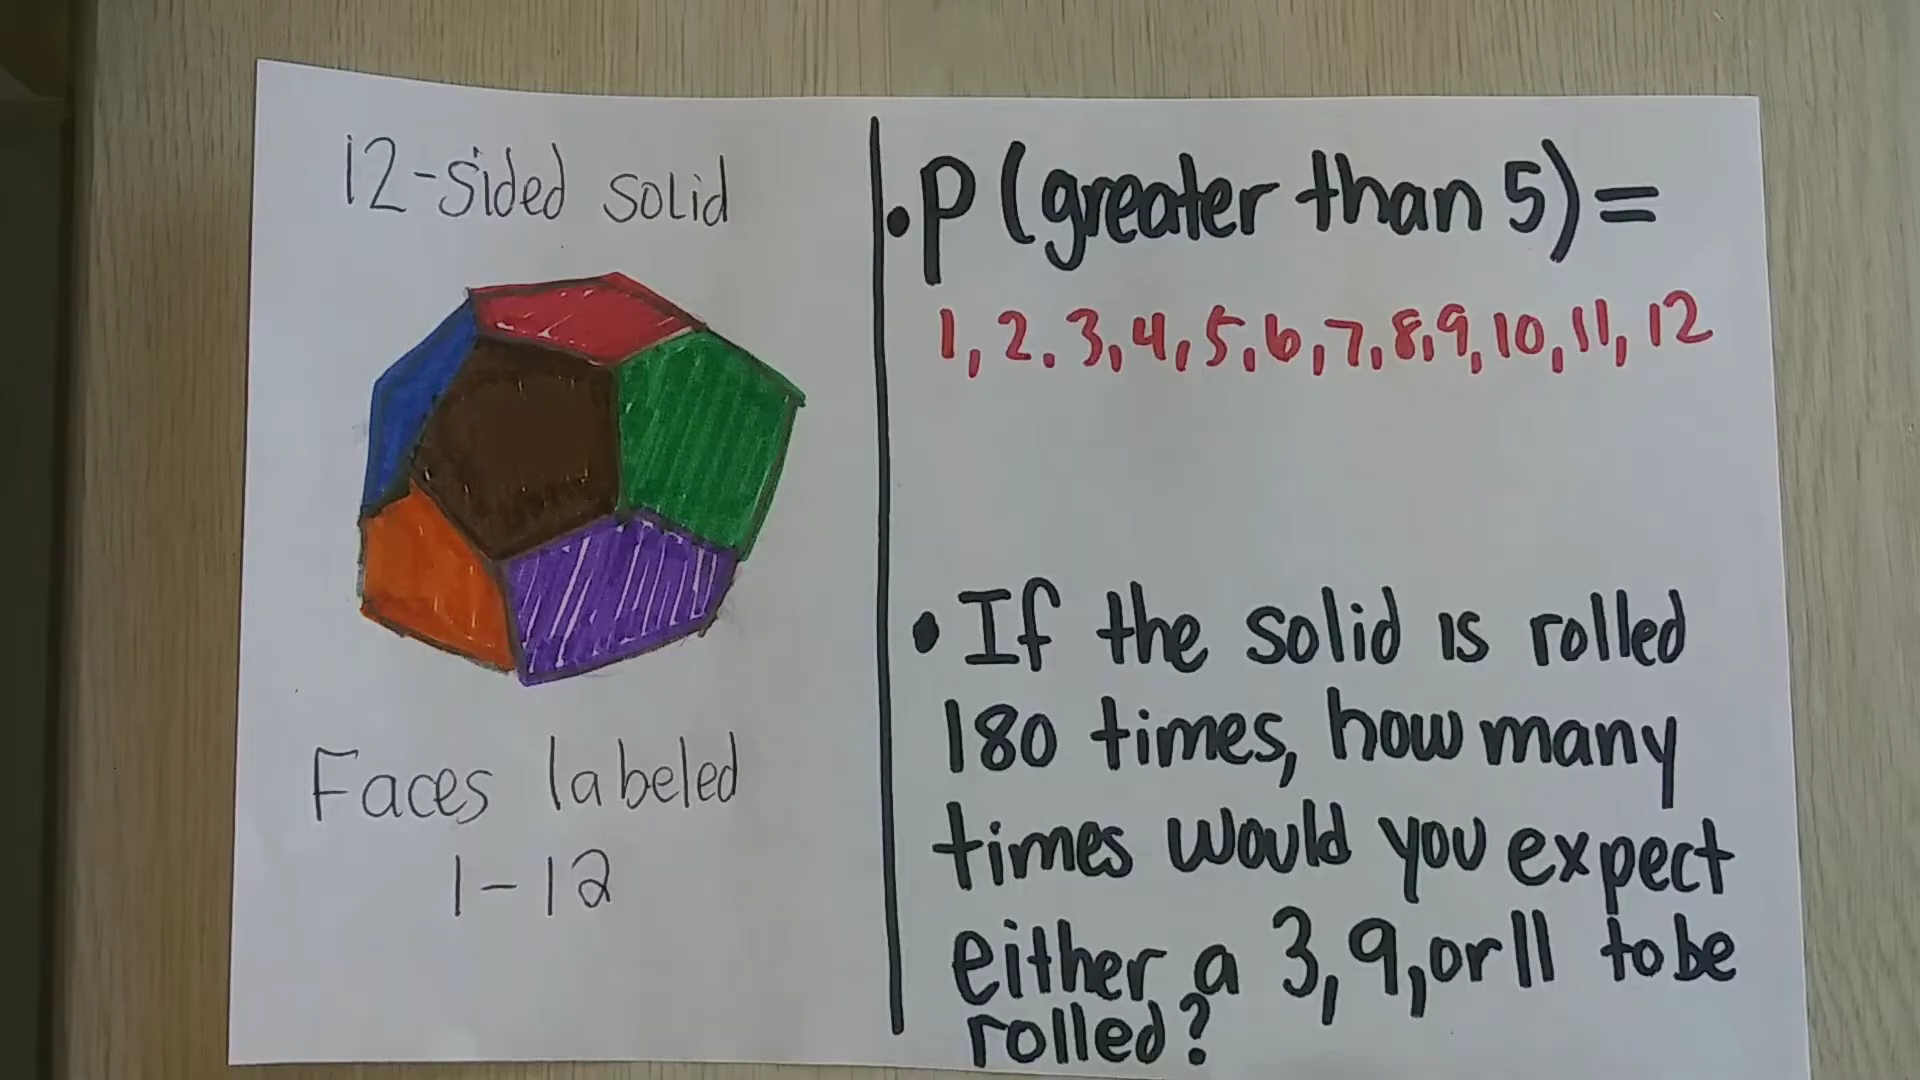 12-sided solid
Faces labeled
1-12
• P (greater than 5) =
1, 2. 3, 4, 5, 6, 7, 8, 9, 10, 11, 12
• If the solid is rolled
180 times, how many
times would you expect
either a 3, 9, or 11 to be
rolled?